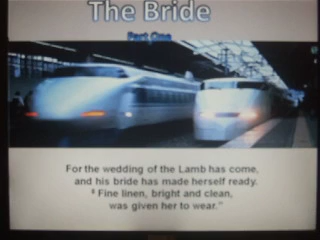 The Bride
Part One
For the wedding of the Lamb has come,
and his bride has made herself ready.
8 Fine linen, bright and clean,
was given her to wear."